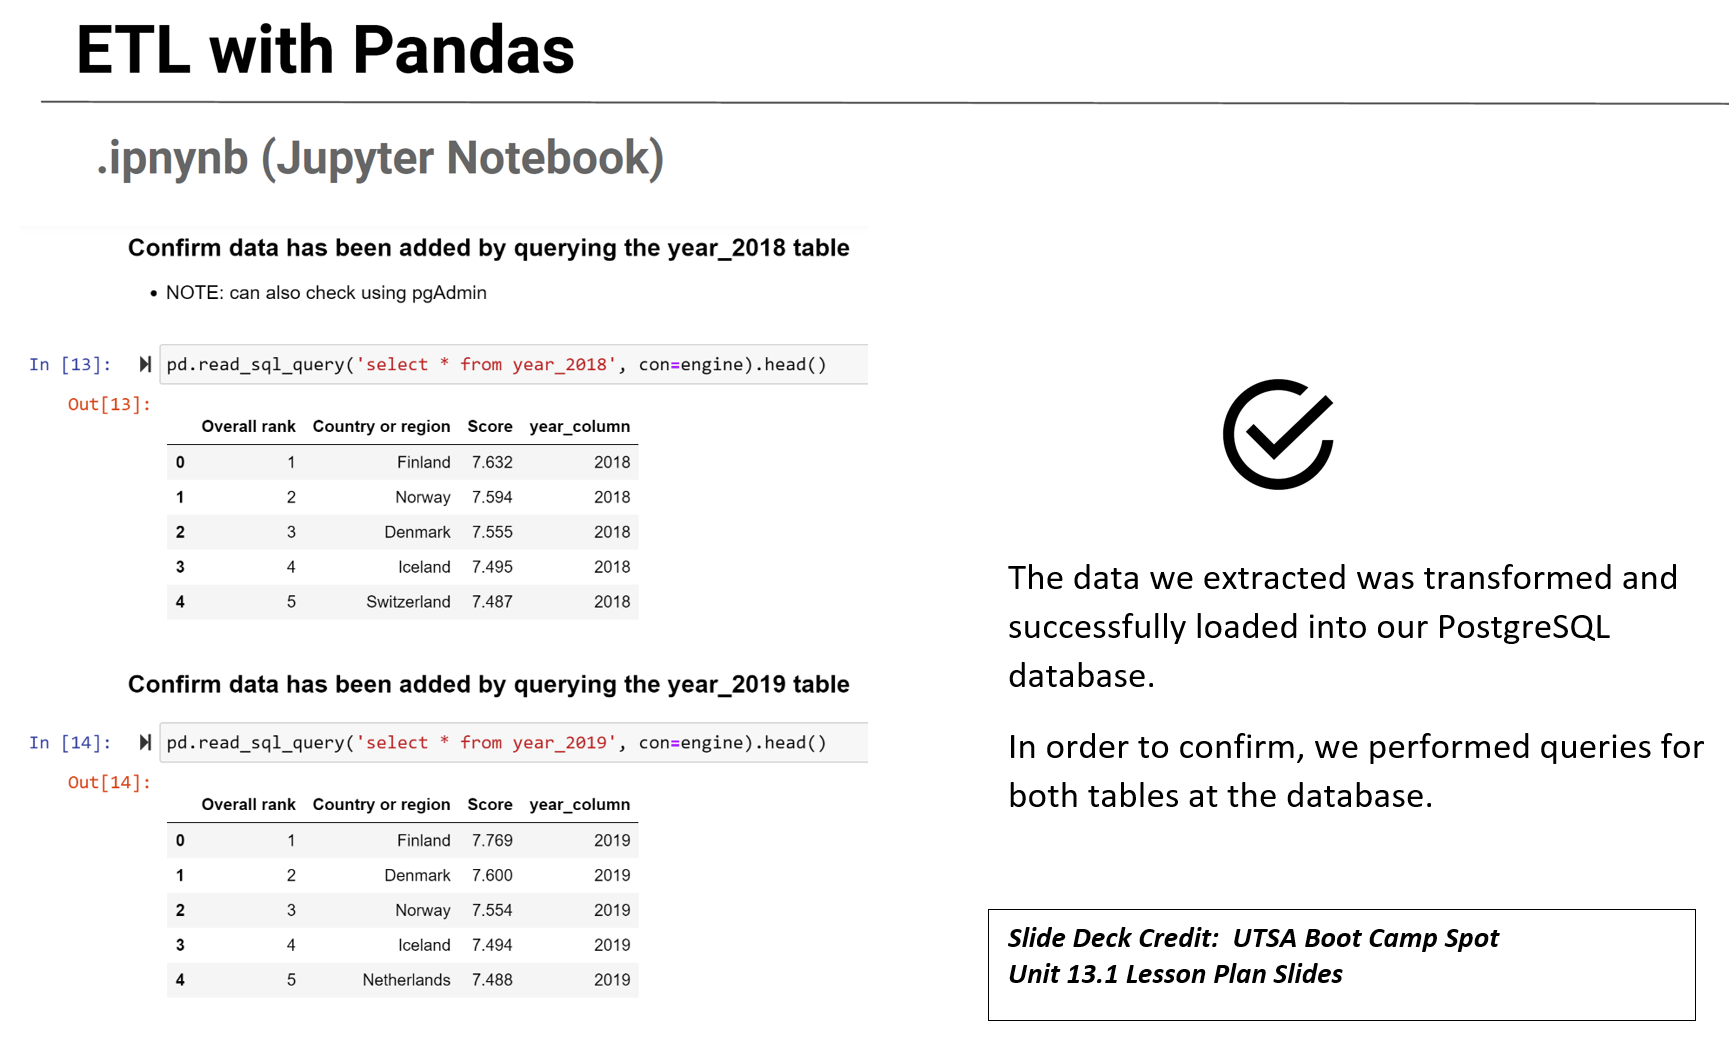 ETL with Pandas
.ipnynb (Jupyter Notebook)
Confirm data has been added by querying the year_2018 table
• NOTE: can also check using pgAdmin
In [13]: pd.read_sql_query('select * from year_2018', con=engine).head()
Out[13]:
Overall rank Country or region Score year_column
0 1 Finland 7.632 2018
1 2 Norway 7.594 2018
2 3 Denmark 7.555 2018
3 4 Iceland 7.495 2018
4 5 Switzerland 7.487 2018
Confirm data has been added by querying the year_2019 table
In [14]: pd.read_sql_query('select * from year_2019', con=engine).head()
Out[14]:
Overall rank Country or region Score year_column
0 1 Finland 7.769 2019
1 2 Denmark 7.600 2019
2 3 Norway 7.554 2019
3 4 Iceland 7.494 2019
4 5 Netherlands 7.488 2019
The data we extracted was transformed and
successfully loaded into our PostgreSQL
database.
In order to confirm, we performed queries for
both tables at the database.
Slide Deck Credit: UTSA Boot Camp Spot
Unit 13.1 Lesson Plan Slides